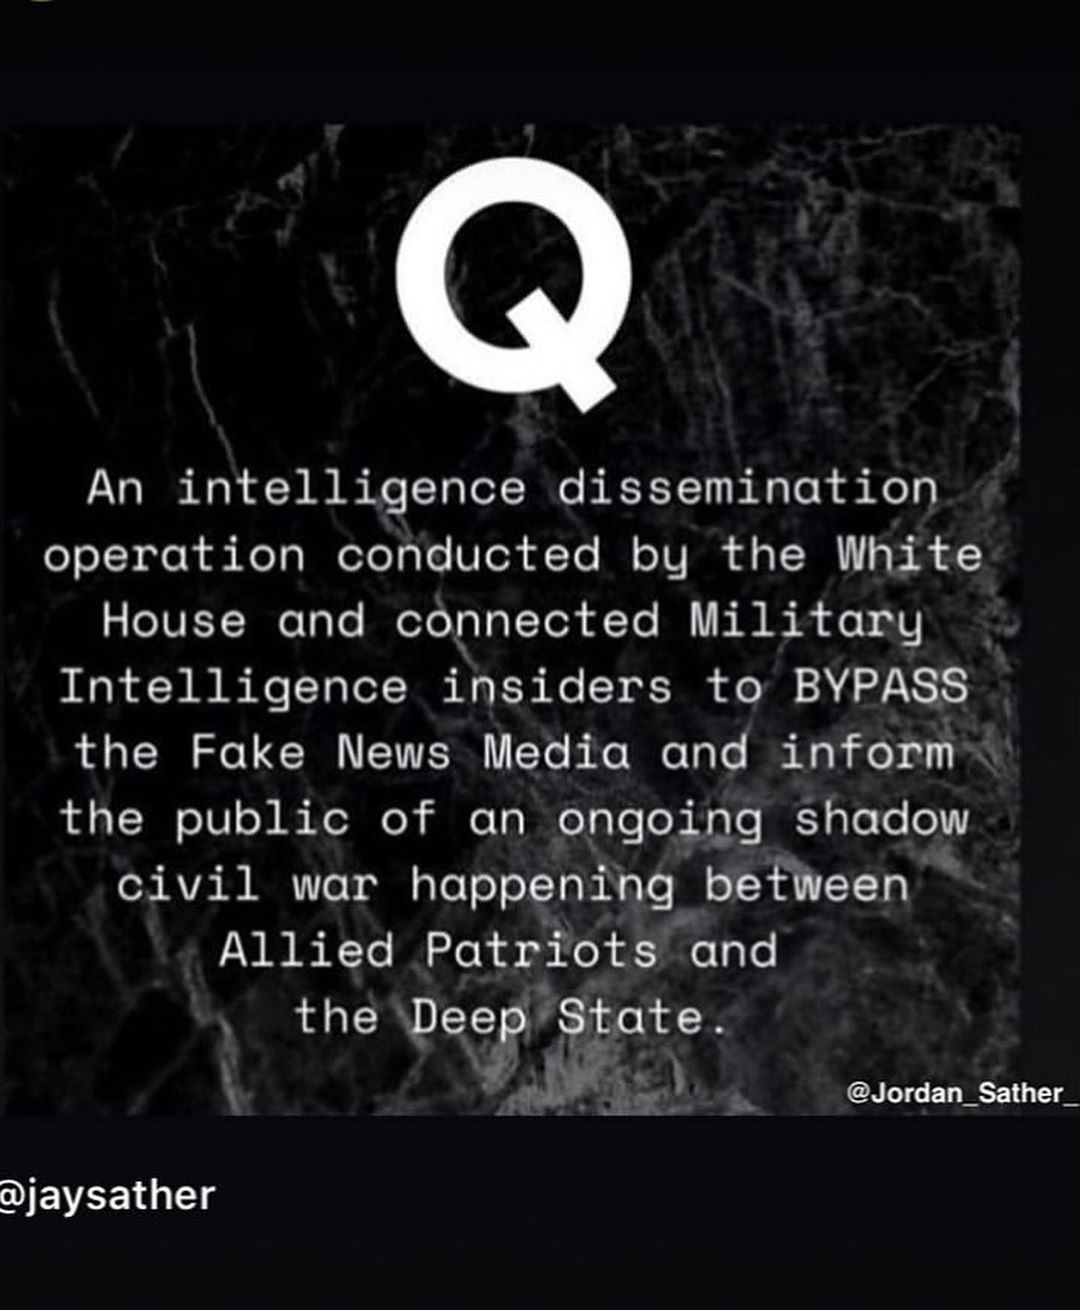 Q
An intelligence dissemination
operation conducted by the White
House and connected Military
Intelligence insiders to BYPASS
the Fake News Media and inform
the public of an ongoing shadow
civil war happening between
Allied Patriots and
the Deep State.
@Jordan_Sather_
@jaysather